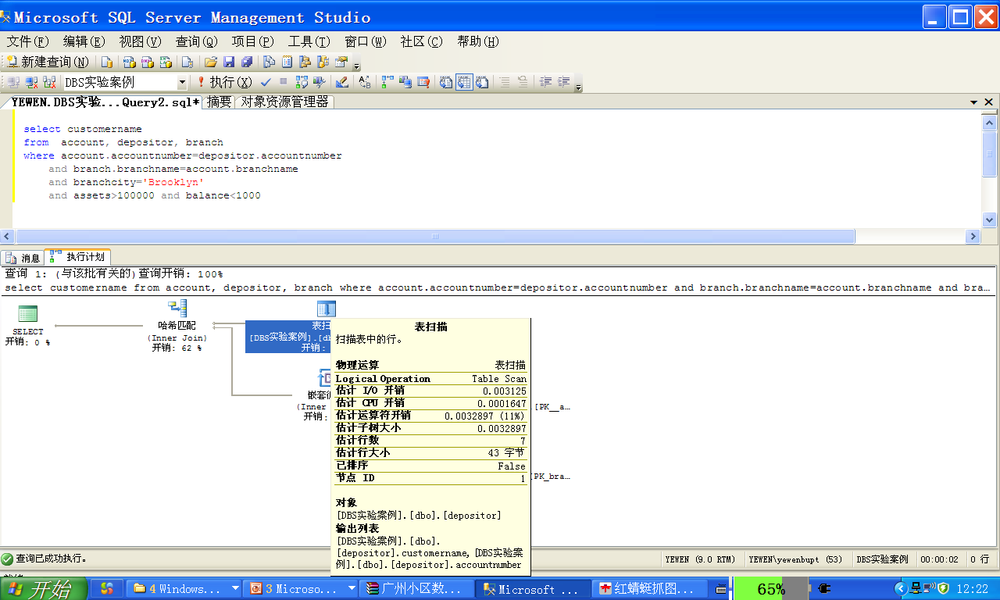 Microsoft SQL Server Management Studio
文件(F) 编辑(E) 视图(V) 查询(Q) 项目(P) 工具(T) 窗口(W) 社区(C) 帮助(H)
新建查询(N)
DBS实验案例 执行(X)
YEWEN.DBS实验...Query2.sql* 摘要 对象资源管理器
select customername
from account, depositor, branch
where account.accountnumber=depositor.accountnumber
and branch.branchname=account.branchname
and branchcity='Brooklyn'
and assets>100000 and balance<1000
消息 执行计划
查询 1: (与该批有关的)查询开销: 100%
select customername from account, depositor, branch where account.accountnumber=depositor.accountnumber and branch.branchname=account.branchname and bra...
SELECT
开销: 0 %
哈希匹配
(Inner Join)
开销: 62 %
表扫
[DBS实验案例].[db
开销:
嵌套循
(Inner
开销:
[PK__a...
[PK_bra...
表扫描
扫描表中的行。
物理运算 表扫描
Logical Operation Table Scan
估计 I/O 开销 0.003125
估计 CPU 开销 0.0001647
估计运算符开销 0.0032897 (11%)
估计子树大小 0.0032897
估计行数 7
估计行大小 43 字节
已排序 False
节点 ID 1
对象
[DBS实验案例].[dbo].[depositor]
输出列表
[DBS实验案例].[dbo].
[depositor].customername, [DBS实验案
例].[dbo].[depositor].accountnumber
查询已成功执行。 YEWEN (9.0 RTM) YEWEN\yewenbupt (53) DBS实验案例 00:00:02 0 行
开始 4 Windows... 3 Microso... 广州小区数... Microsoft ... 红蜻蜓抓图... 65% 12:22